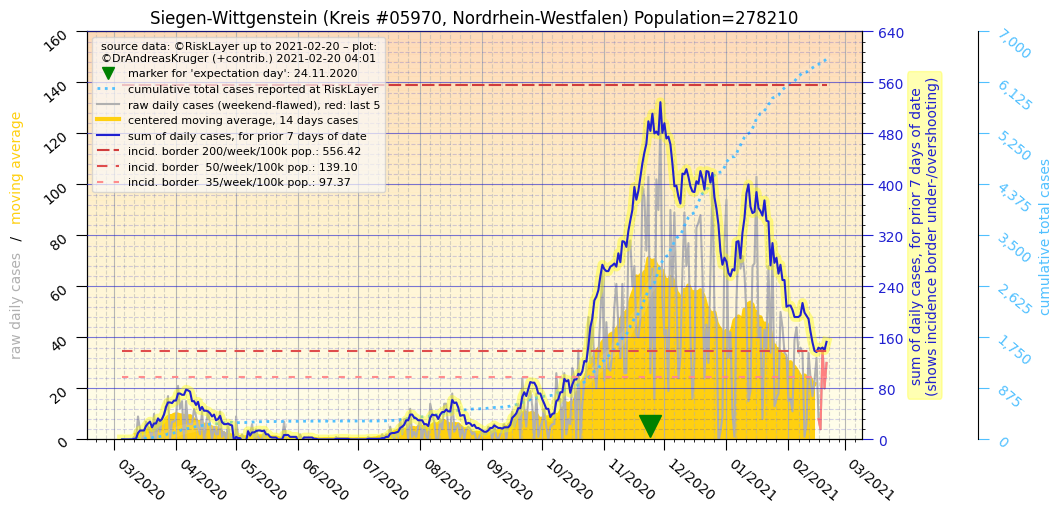 Siegen-Wittgenstein (Kreis #05970, Nordrhein-Westfalen) Population=278210
source data: ©RiskLayer up to 2021-02-20 – plot:
©DrAndreasKruger (+contrib.) 2021-02-20 04:01
marker for 'expectation day': 24.11.2020
cumulative total cases reported at RiskLayer
raw daily cases (weekend-flawed), red: last 5
centered moving average, 14 days cases
sum of daily cases, for prior 7 days of date
incid. border 200/week/100k pop.: 556.42
incid. border  50/week/100k pop.: 139.10
incid. border  35/week/100k pop.: 97.37
raw daily cases  /  moving average
160
140
120
100
80
60
40
20
0
640
560
480
400
320
240
160
80
0
sum of daily cases, for prior 7 days of date
(shows incidence border under-/overshooting)
7,000
6,125
5,250
4,375
3,500
2,625
1,750
875
0
cumulative total cases
03/2020
04/2020
05/2020
06/2020
07/2020
08/2020
09/2020
10/2020
11/2020
12/2020
01/2021
02/2021
03/2021